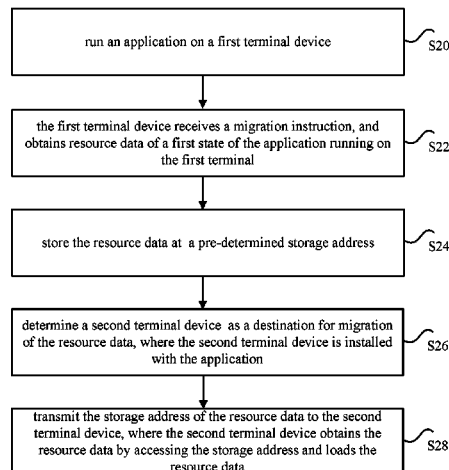 run an application on a first terminal device
S20
the first terminal device receives a migration instruction, and
obtains resource data of a first state of the application running on
the first terminal
S22
store the resource data at a pre-determined storage address
S24
determine a second terminal device as a destination for migration
of the resource data, where the second terminal device is installed
with the application
S26
transmit the storage address of the resource data to the second
terminal device, where the second terminal device obtains the
resource data by accessing the storage address and loads the
resource data
S28